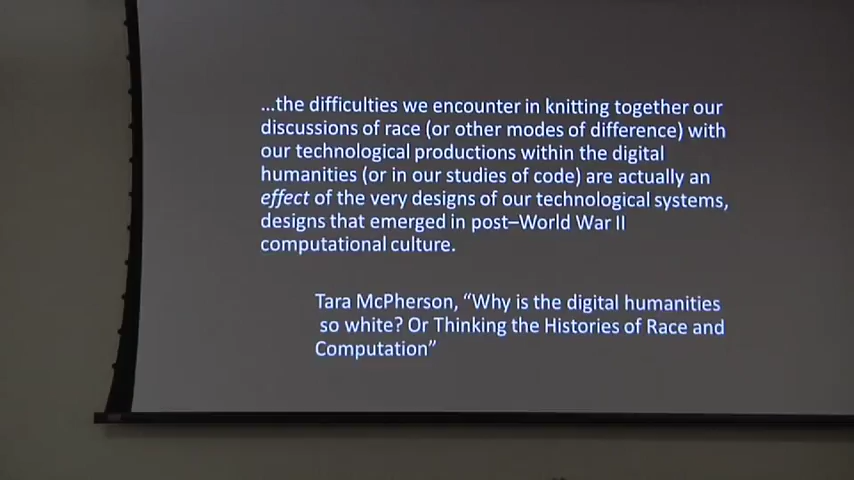 ...the difficulties we encounter in knitting together our
discussions of race (or other modes of difference) with
our technological productions within the digital
humanities (or in our studies of code) are actually an
effect of the very designs of our technological systems,
designs that emerged in post–World War II
computational culture.
Tara McPherson, “Why is the digital humanities
so white? Or Thinking the Histories of Race and
Computation”